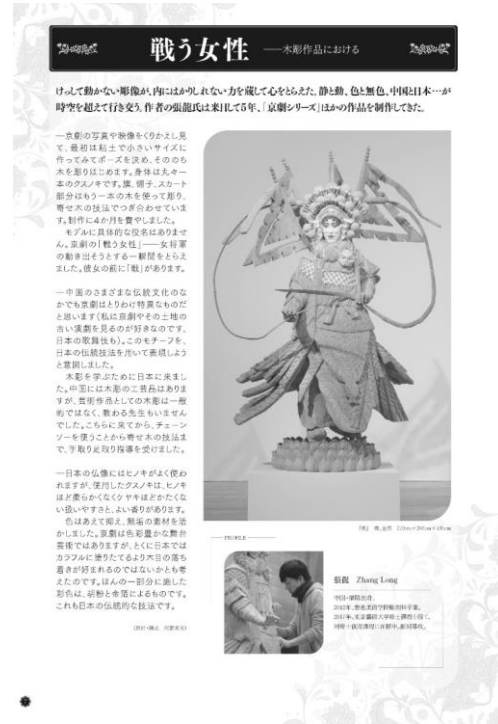 戦う女性 ――木彫作品における
けっして動かない彫像が、内にはかりしれない力を蔵して心をとらえた。静と動、色と無色、中国と日本…が
時空を超えて行き交う。作者の張龍氏は来日して5年、「京劇シリーズ」ほかの作品を制作してきた。
―京劇の写真や映像をくりかえし見
て、最初は粘土で小さいサイズに
作ってみてポーズを決め、そののち
木を彫りはじめます。身体は丸々一
本のクスノキです。旗、帽子、スカート
部分はもう一本の木を使って彫り、
寄せ木の技法でつぎ合わせていま
す。制作に4か月を費やしました。
モデルに具体的な役名はありませ
ん。京劇の「戦う女性」――女将軍
の動き出そうとする一瞬間をとらえ
ました。彼女の前に「戦」があります。
―中国のさまざまな伝統文化のな
かでも京劇はとりわけ特異なものだ
と思います(私は京劇やその土地の
古い演劇を見るのが好きなのです、
日本の歌舞伎も)。このモチーフを、
日本の伝統技法を用いて表現しよう
と意図しました。
木彫を学ぶために日本に来まし
た。中国には木彫の工芸品はありま
すが、芸術作品としての木彫は一般
的ではなく、教わる先生もいません
でした。こちらに来てから、チェーン
ソーを使うことから寄せ木の技法ま
で、手取り足取り指導を受けました。
―日本の仏像にはヒノキがよく使わ
れますが、使用したクスノキは、ヒノキ
ほど柔らかくなくケヤキほどかたくな
い扱いやすさと、よい香りがあります。
色はあえて抑え、無垢の素材を活
かしました。京劇は色彩豊かな舞台
芸術ではありますが、とくに日本では
カラフルに塗りたてるより木目の落ち
着きが好まれるのではないかとも考
えたのです。ほんの一部分に施した
彩色は、胡粉と金箔によるものです。
これも日本の伝統的な技法です。
PROFILE
張龍 Zhang Long